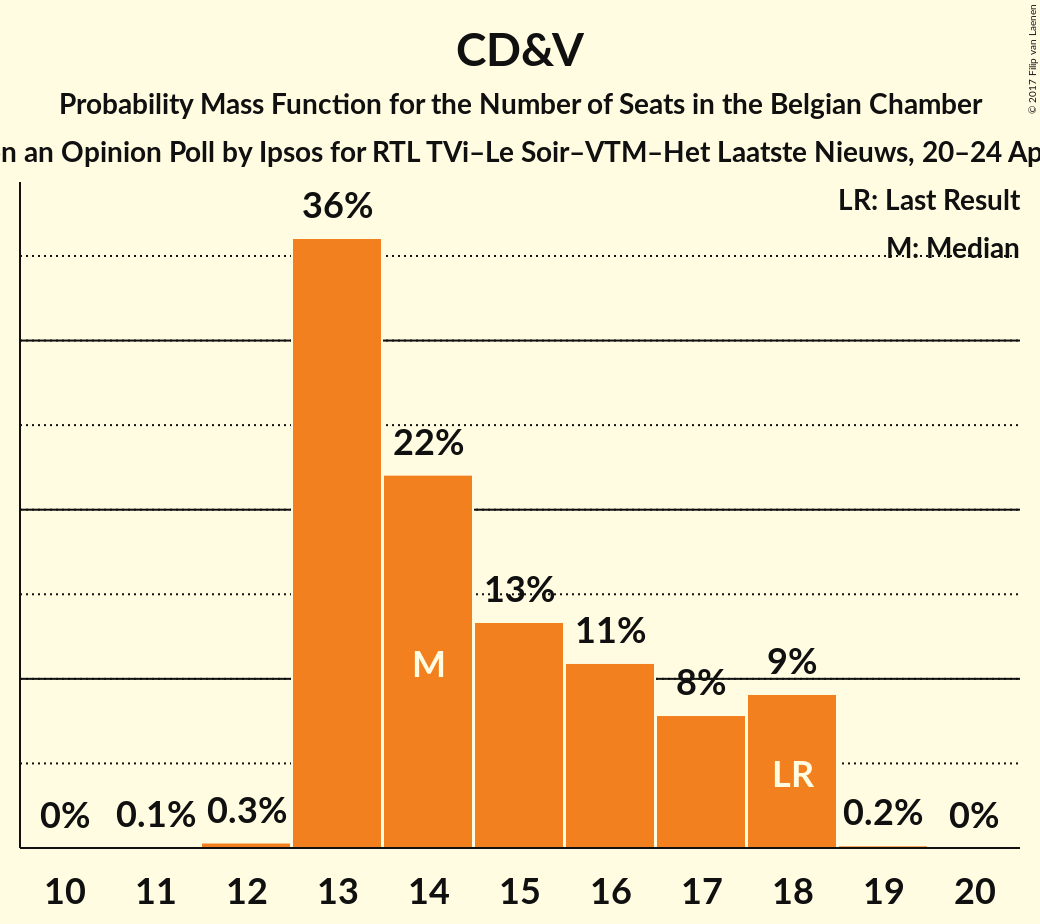 CD&V
Probability Mass Function for the Number of Seats in the Belgian Chamber
n an Opinion Poll by Ipsos for RTL TVi–Le Soir–VTM–Het Laatste Nieuws, 20–24 Ap
LR: Last Result
M: Median
36%
22%
13%
11%
8%
9%
0%
0.1%
0.3%
0.2%
0%
M
LR
10 11 12 13 14 15 16 17 18 19 20
© 2017 Filip van Laenen